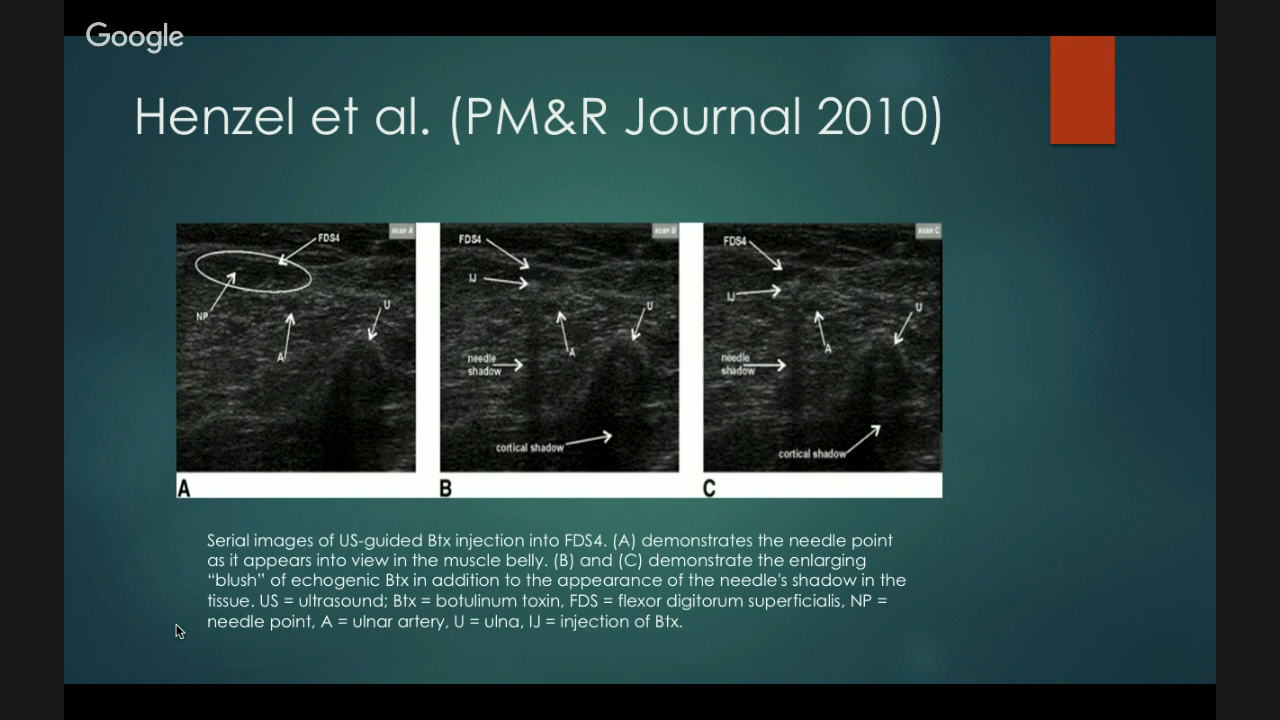 Google
Henzel et al. (PM&R Journal 2010)
scan A
FDS4
NP
A
U
A
scan B
FDS4
IJ
U
A
needle
shadow
cortical shadow
B
scan C
FDS4
IJ
U
A
needle
shadow
cortical shadow
C
Serial images of US-guided Btx injection into FDS4. (A) demonstrates the needle point
as it appears into view in the muscle belly. (B) and (C) demonstrate the enlarging
“blush” of echogenic Btx in addition to the appearance of the needle's shadow in the
tissue. US = ultrasound; Btx = botulinum toxin, FDS = flexor digitorum superficialis, NP =
needle point, A = ulnar artery, U = ulna, IJ = injection of Btx.